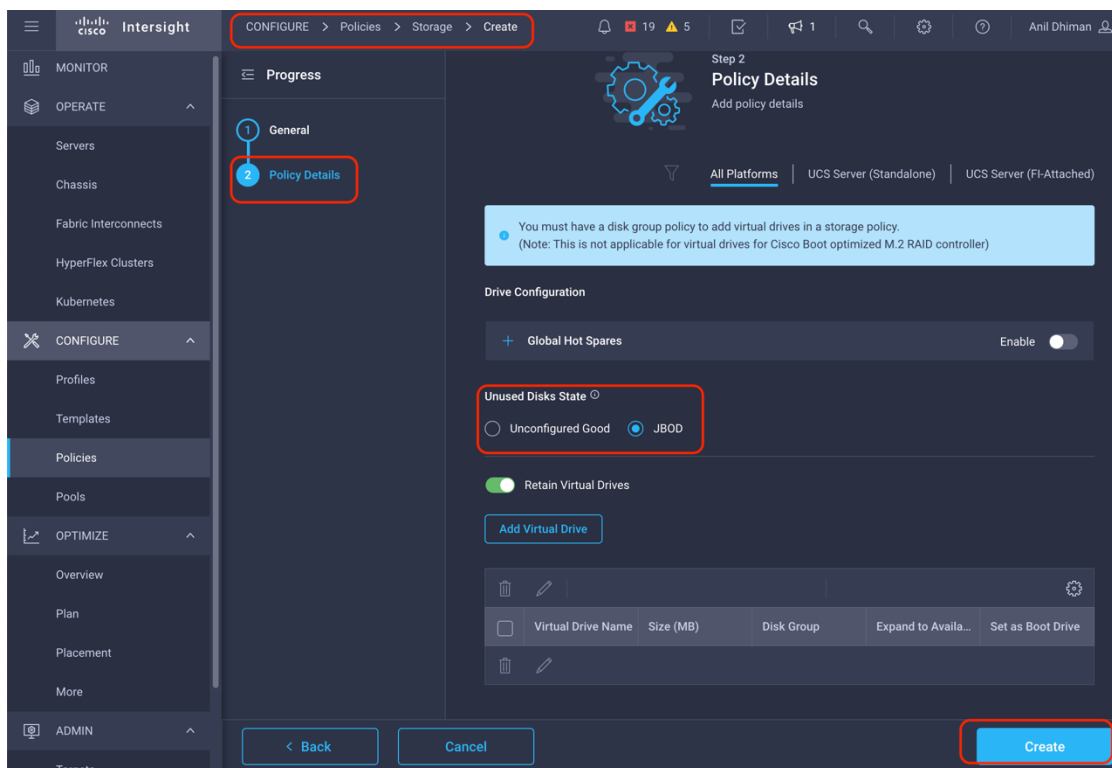 cisco Intersight
CONFIGURE > Policies > Storage > Create
19
5
1
Anil Dhiman
MONITOR
OPERATE
Servers
Chassis
Fabric Interconnects
HyperFlex Clusters
Kubernetes
CONFIGURE
Profiles
Templates
Policies
Pools
OPTIMIZE
Overview
Plan
Placement
More
ADMIN
Targets
Progress
1 General
2 Policy Details
Step 2
Policy Details
Add policy details
All Platforms
UCS Server (Standalone)
UCS Server (FI-Attached)
You must have a disk group policy to add virtual drives in a storage policy.
(Note: This is not applicable for virtual drives for Cisco Boot optimized M.2 RAID controller)
Drive Configuration
+ Global Hot Spares
Enable
Unused Disks State
Unconfigured Good
JBOD
Retain Virtual Drives
Add Virtual Drive
Virtual Drive Name
Size (MB)
Disk Group
Expand to Availa...
Set as Boot Drive
< Back
Cancel
Create